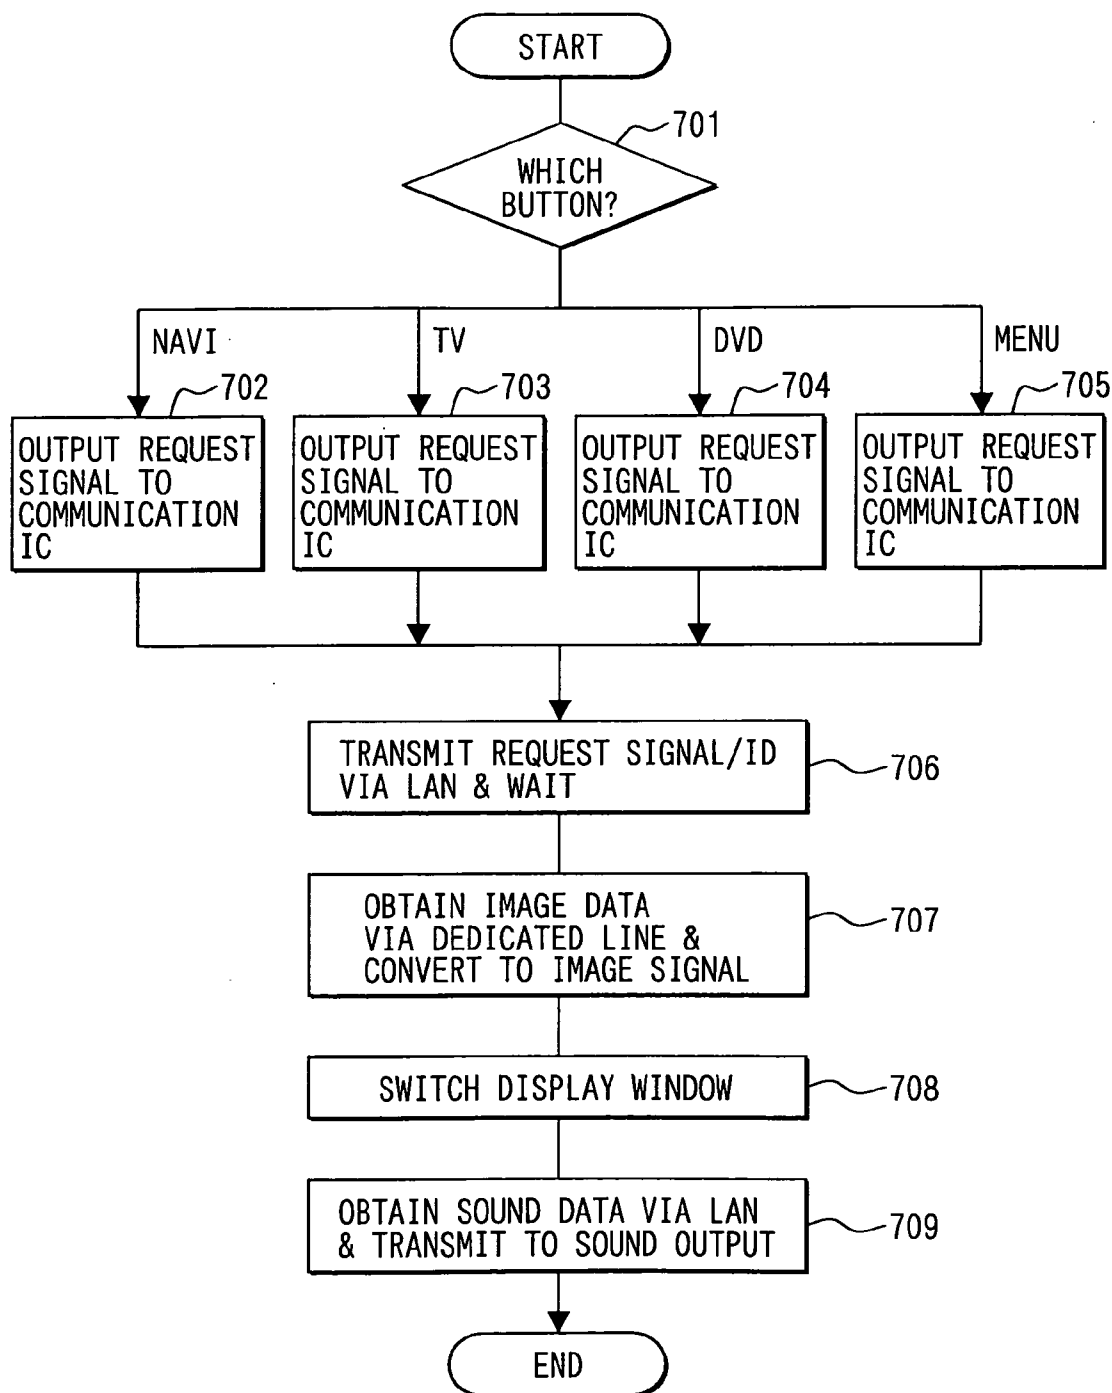 START
701
WHICH
BUTTON?
NAVI
TV
DVD
MENU
702
703
704
705
OUTPUT REQUEST
SIGNAL TO
COMMUNICATION
IC
OUTPUT REQUEST
SIGNAL TO
COMMUNICATION
IC
OUTPUT REQUEST
SIGNAL TO
COMMUNICATION
IC
OUTPUT REQUEST
SIGNAL TO
COMMUNICATION
IC
TRANSMIT REQUEST SIGNAL/ID
VIA LAN & WAIT
706
OBTAIN IMAGE DATA
VIA DEDICATED LINE &
CONVERT TO IMAGE SIGNAL
707
SWITCH DISPLAY WINDOW
708
OBTAIN SOUND DATA VIA LAN
& TRANSMIT TO SOUND OUTPUT
709
END